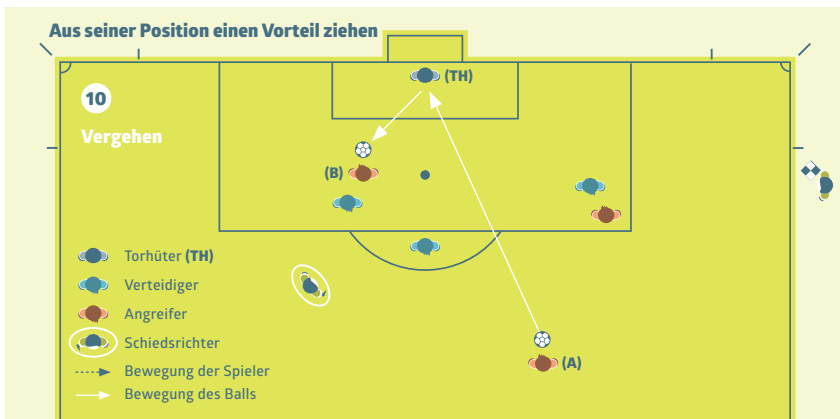 Aus seiner Position einen Vorteil ziehen
(TH)
10
Vergehen
(B)
Torhüter (TH)
Verteidiger
Angreifer
Schiedsrichter
(A)
Bewegung der Spieler
Bewegung des Balls